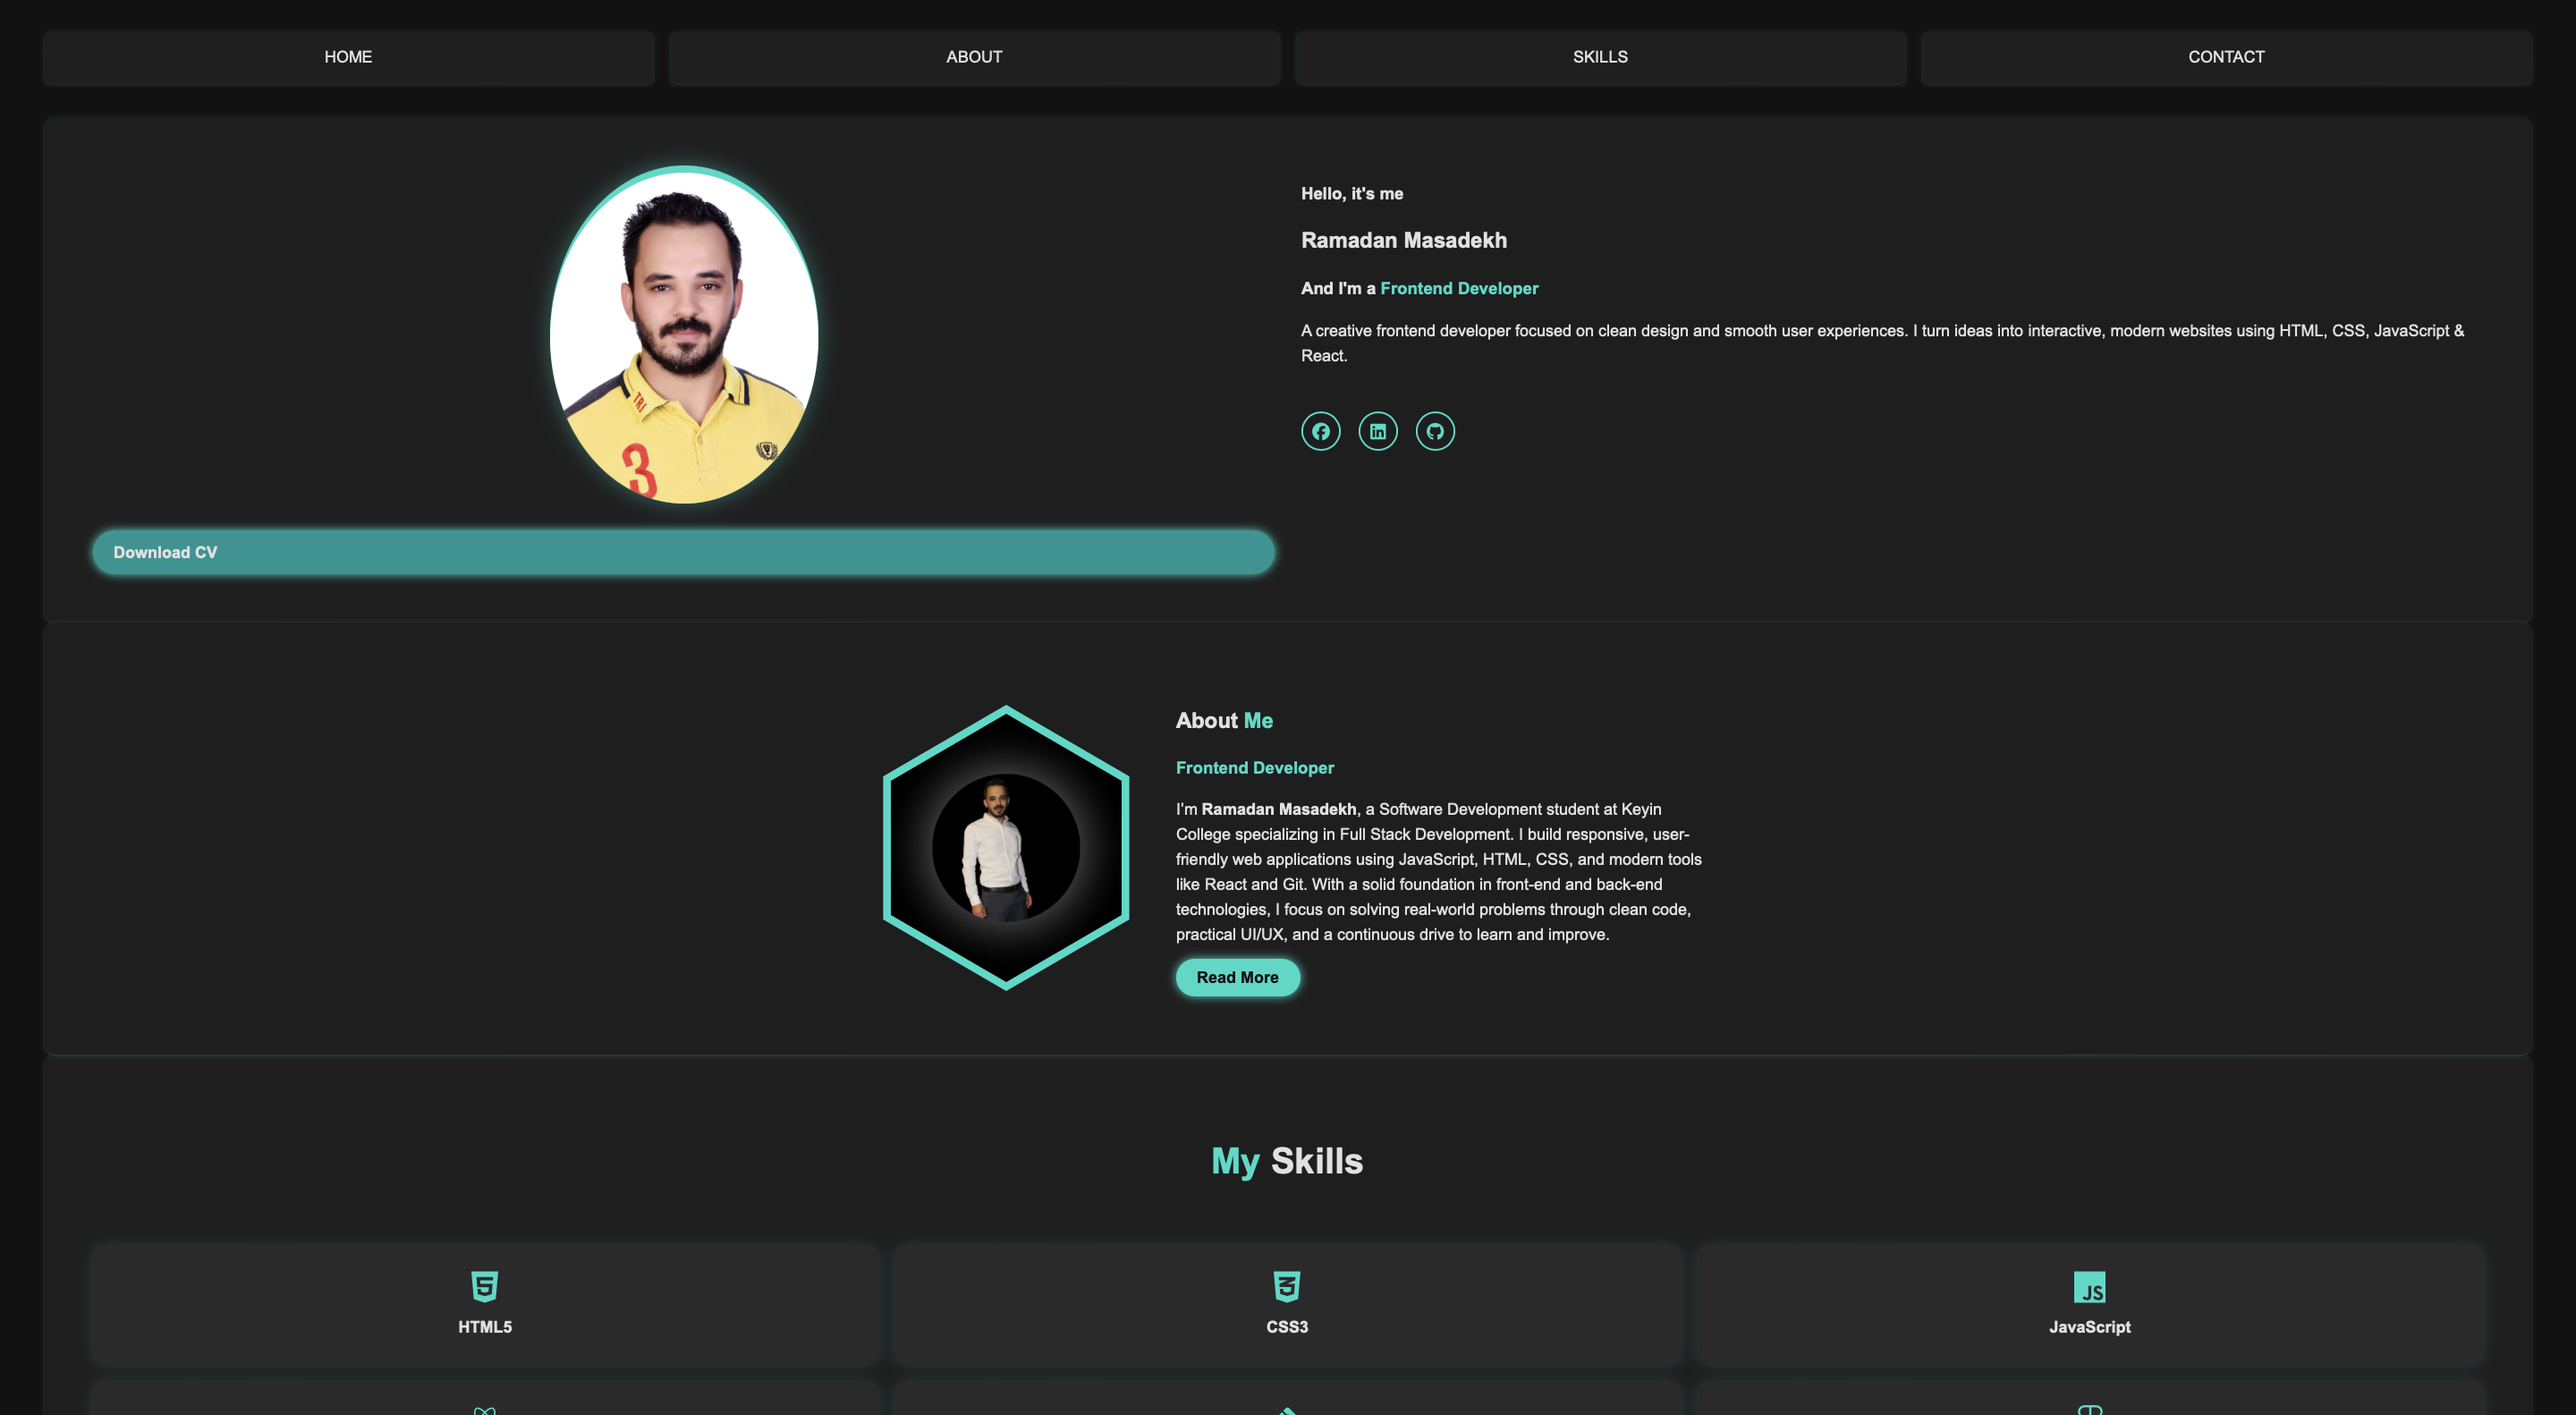 HOME
ABOUT
SKILLS
CONTACT
Hello, it's me
Ramadan Masadekh
And I'm a Frontend Developer
A creative frontend developer focused on clean design and smooth user experiences. I turn ideas into interactive, modern websites using HTML, CSS, JavaScript &
React.
TRJ
3
Download CV
About Me
Frontend Developer
I'm Ramadan Masadekh, a Software Development student at Keyin
College specializing in Full Stack Development. I build responsive, user-
friendly web applications using JavaScript, HTML, CSS, and modern tools
like React and Git. With a solid foundation in front-end and back-end
technologies, I focus on solving real-world problems through clean code,
practical UI/UX, and a continuous drive to learn and improve.
Read More
My Skills
5
3
JS
HTML5
CSS3
JavaScript